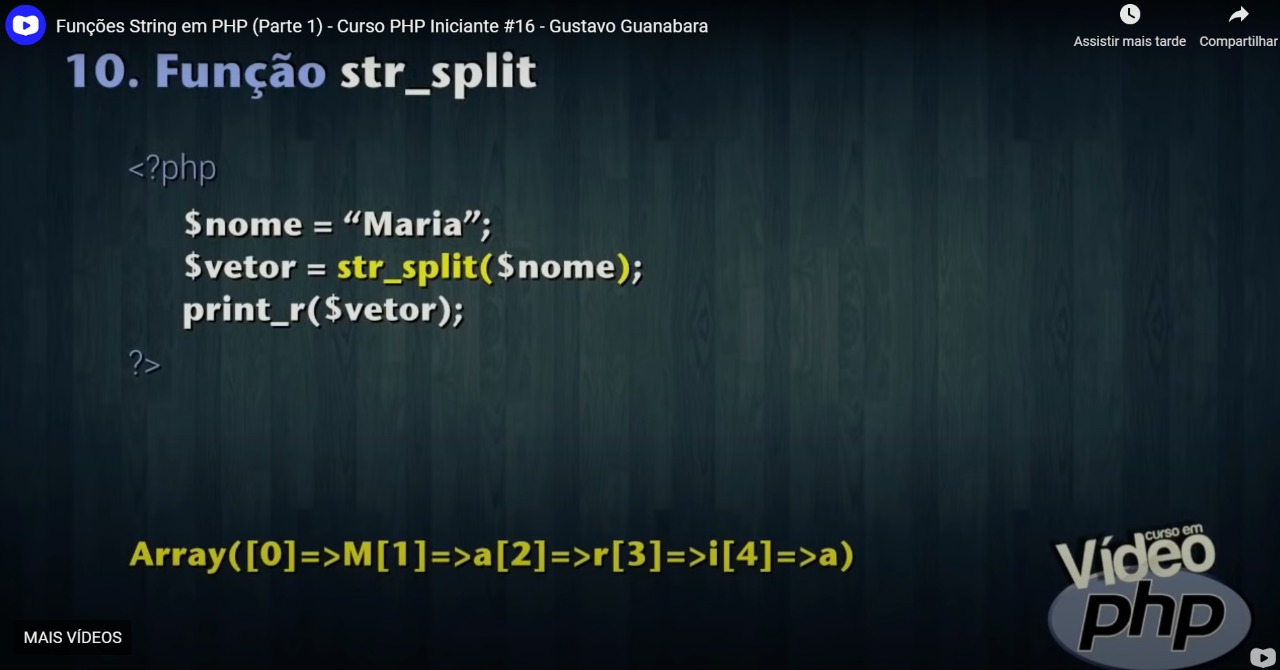 Funções String em PHP (Parte 1) - Curso PHP Iniciante #16 - Gustavo Guanabara
Assistir mais tarde
Compartilhar
10. Função str_split
<?php
$nome = “Maria”;
$vetor = str_split($nome);
print_r($vetor);
?>
Array([0]=>M[1]=>a[2]=>r[3]=>i[4]=>a)
curso em
Vídeo
php
MAIS VÍDEOS